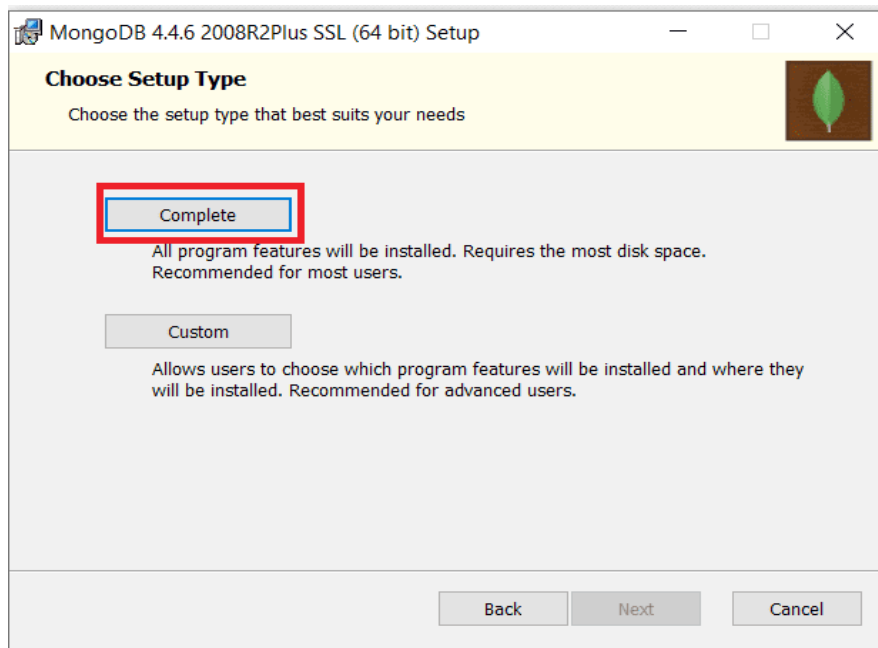 MongoDB 4.4.6 2008R2Plus SSL (64 bit) Setup
Choose Setup Type
Choose the setup type that best suits your needs
Complete
All program features will be installed. Requires the most disk space.
Recommended for most users.
Custom
Allows users to choose which program features will be installed and where they
will be installed. Recommended for advanced users.
Back Next Cancel